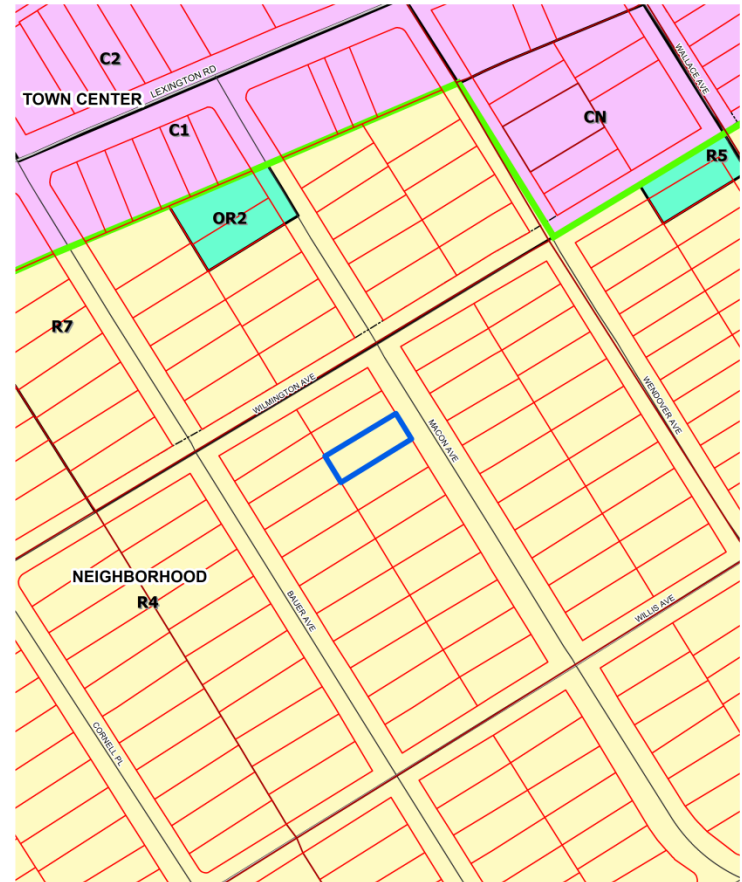 C2
LEXINGTON RD
WALLACE AVE
TOWN CENTER
C1
CN
R5
OR2
R7
WILMINGTON AVE
MACON AVE
WENDOVER AVE
NEIGHBORHOOD
R4
BAUER AVE
WILLIS AVE
CORNELL PL